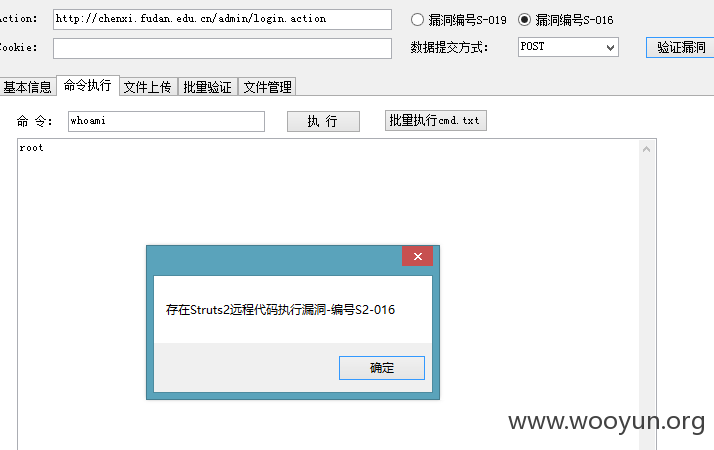 Action: http://chenxi.fudan.edu.cn/admin/login.action 漏洞编号S-019 漏洞编号S-016
Cookie: 数据提交方式: POST 验证漏洞
基本信息 命令执行 文件上传 批量验证 文件管理
命 令: whoami 执 行 批量执行cmd.txt
root
存在Struts2远程代码执行漏洞-编号S2-016
确定
www.wooyun.org